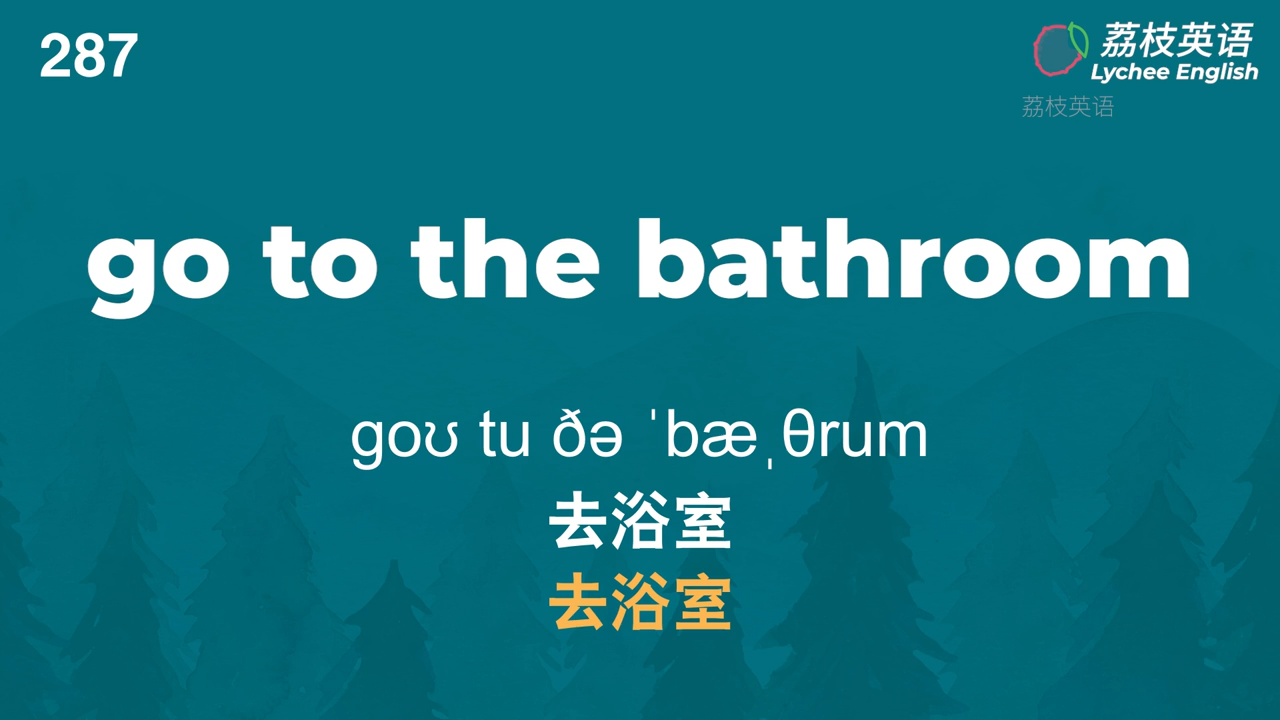 287
荔枝英语
Lychee English
荔枝英语
go to the bathroom
goʊ tu ðə ˈbæˌθrum
去浴室
去浴室